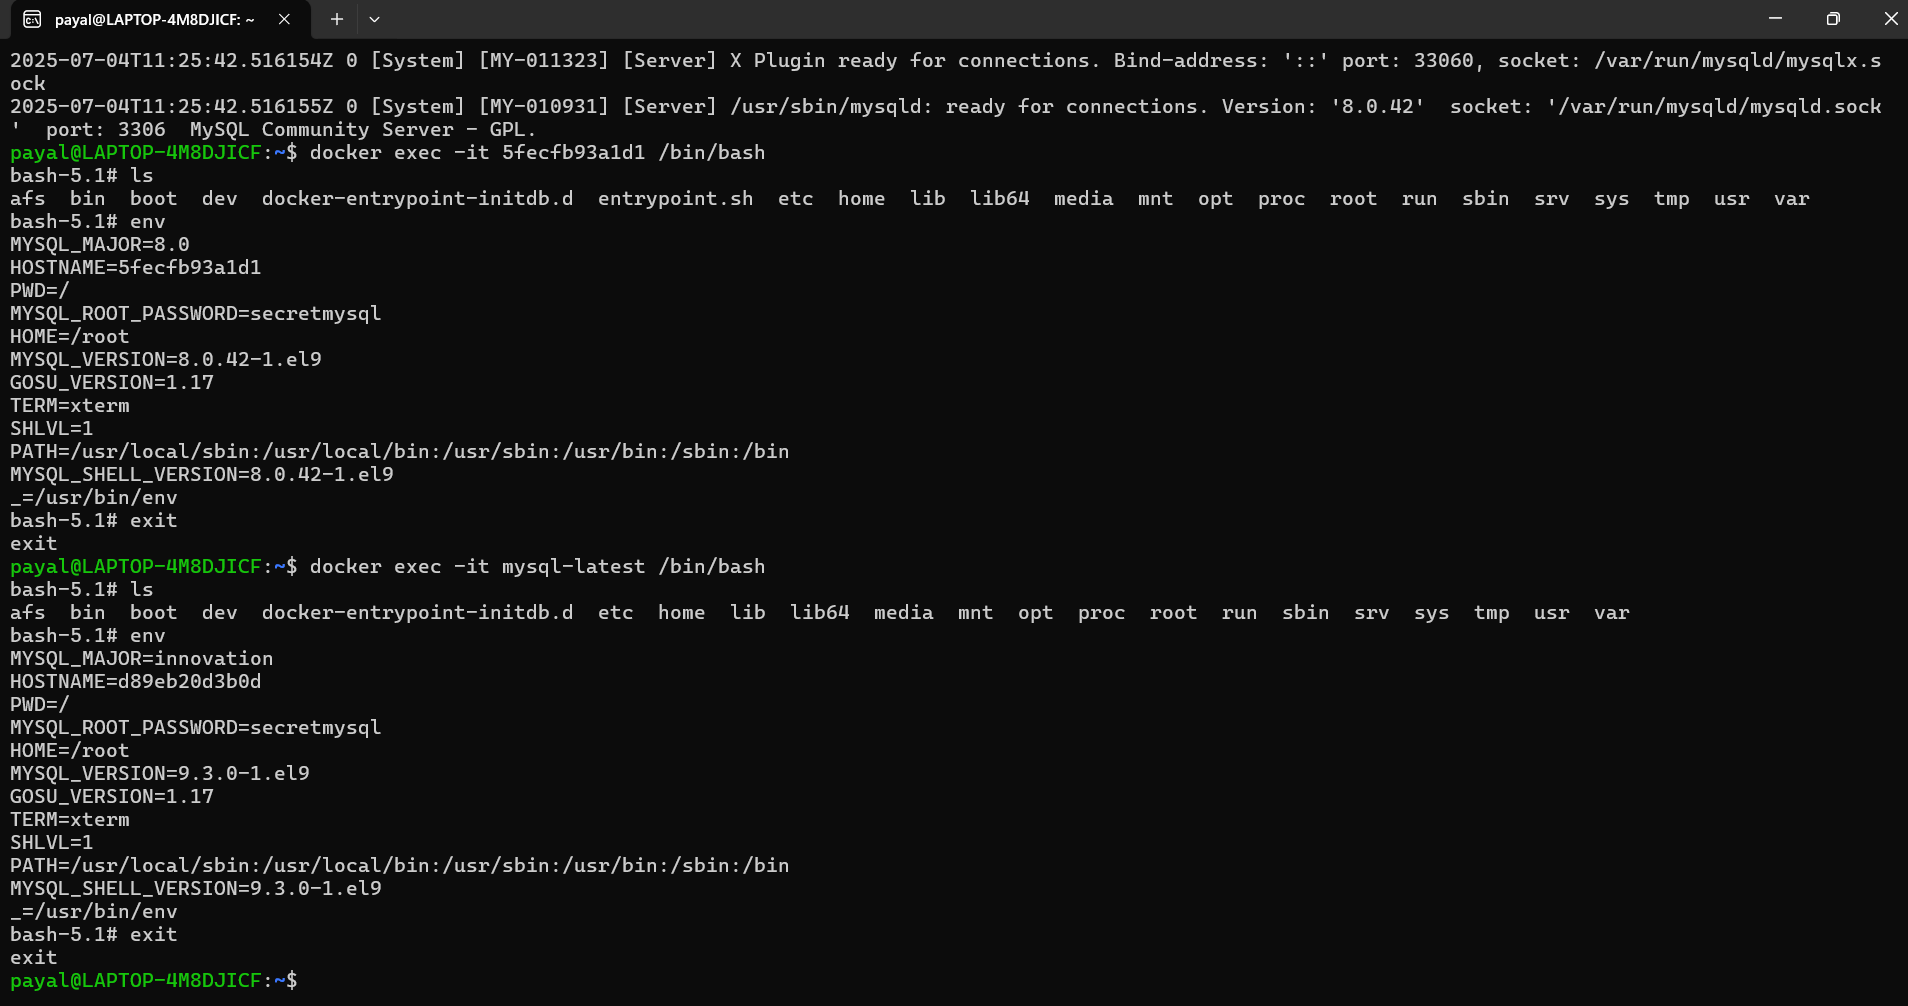 payal@LAPTOP-4M8DJICF: ~
2025-07-04T11:25:42.516154Z 0 [System] [MY-011323] [Server] X Plugin ready for connections. Bind-address: '::' port: 33060, socket: /var/run/mysqld/mysqlx.s
ock
2025-07-04T11:25:42.516155Z 0 [System] [MY-010931] [Server] /usr/sbin/mysqld: ready for connections. Version: '8.0.42'  socket: '/var/run/mysqld/mysqld.sock
'  port: 3306  MySQL Community Server - GPL.
payal@LAPTOP-4M8DJICF:~$ docker exec -it 5fecfb93a1d1 /bin/bash
bash-5.1# ls
afs  bin  boot  dev  docker-entrypoint-initdb.d  entrypoint.sh  etc  home  lib  lib64  media  mnt  opt  proc  root  run  sbin  srv  sys  tmp  usr  var
bash-5.1# env
MYSQL_MAJOR=8.0
HOSTNAME=5fecfb93a1d1
PWD=/
MYSQL_ROOT_PASSWORD=secretmysql
HOME=/root
MYSQL_VERSION=8.0.42-1.el9
GOSU_VERSION=1.17
TERM=xterm
SHLVL=1
PATH=/usr/local/sbin:/usr/local/bin:/usr/sbin:/usr/bin:/sbin:/bin
MYSQL_SHELL_VERSION=8.0.42-1.el9
_=/usr/bin/env
bash-5.1# exit
exit
payal@LAPTOP-4M8DJICF:~$ docker exec -it mysql-latest /bin/bash
bash-5.1# ls
afs  bin  boot  dev  docker-entrypoint-initdb.d  etc  home  lib  lib64  media  mnt  opt  proc  root  run  sbin  srv  sys  tmp  usr  var
bash-5.1# env
MYSQL_MAJOR=innovation
HOSTNAME=d89eb20d3b0d
PWD=/
MYSQL_ROOT_PASSWORD=secretmysql
HOME=/root
MYSQL_VERSION=9.3.0-1.el9
GOSU_VERSION=1.17
TERM=xterm
SHLVL=1
PATH=/usr/local/sbin:/usr/local/bin:/usr/sbin:/usr/bin:/sbin:/bin
MYSQL_SHELL_VERSION=9.3.0-1.el9
_=/usr/bin/env
bash-5.1# exit
exit
payal@LAPTOP-4M8DJICF:~$